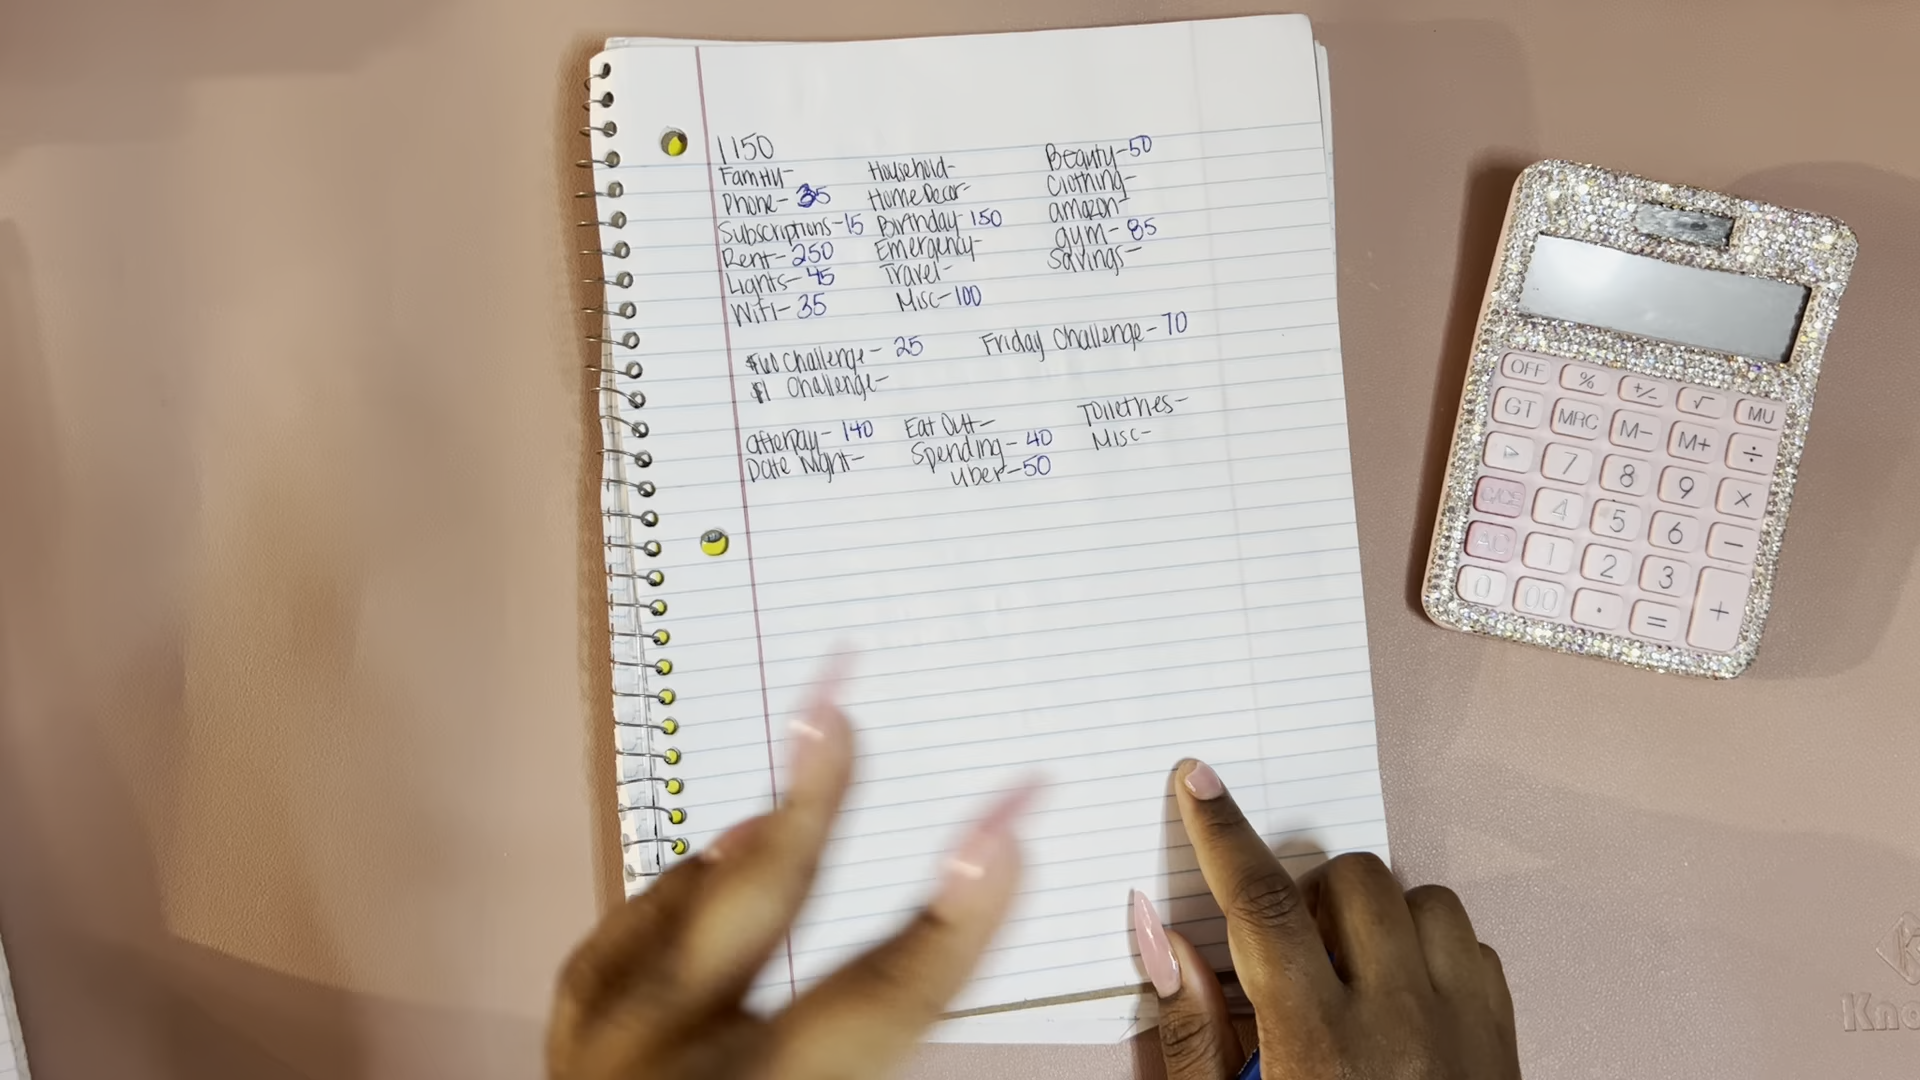 1150
Family-
Phone- 35
Subscriptions-15
Rent- 250
Lights- 45
Wifi- 35
Household-
Home Decor-
Birthday-150
Emergency-
Travel-
Misc-100
Beauty-50
Clothing-
amazon-
gym- 85
Savings-
Challenge- 25
$1 Challenge-
Friday Challenge-70
afterpay- 140
Date Night-
Eat Out-
Spending-40
Uber-50
Toiletries-
Misc-
OFF % +/- √ MU
GT MRC M- M+ ÷
▷ 7 8 9 ×
C/CE 4 5 6 -
AC 1 2 3 +
0 00 . =